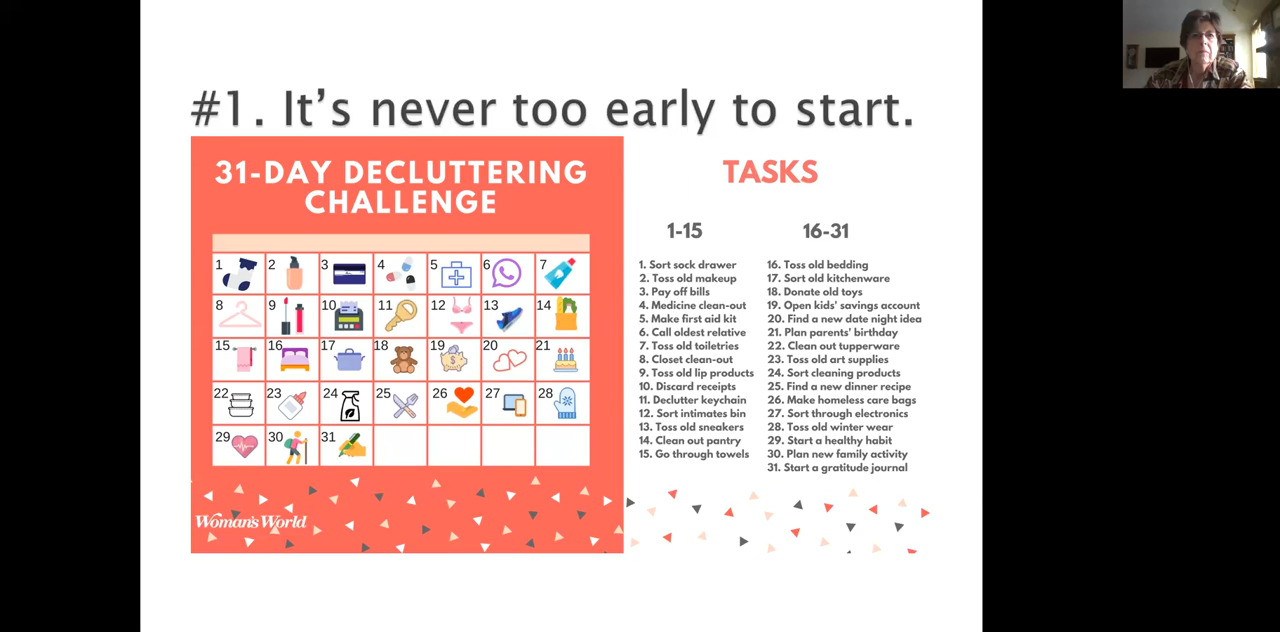 #1. It's never too early to start.
31-DAY DECLUTTERING
CHALLENGE
1 2 3 4 5 6 7
8 9 10 11 12 13 14
15 16 17 18 19 20 21
22 23 24 25 26 27 28
29 30 31
Woman's World
TASKS
1-15
1. Sort sock drawer
2. Toss old makeup
3. Pay off bills
4. Medicine clean-out
5. Make first aid kit
6. Call oldest relative
7. Toss old toiletries
8. Closet clean-out
9. Toss old lip products
10. Discard receipts
11. Declutter keychain
12. Sort intimates bin
13. Toss old sneakers
14. Clean out pantry
15. Go through towels
16-31
16. Toss old bedding
17. Sort old kitchenware
18. Donate old toys
19. Open kids' savings account
20. Find a new date night idea
21. Plan parents' birthday
22. Clean out tupperware
23. Toss old art supplies
24. Sort cleaning products
25. Find a new dinner recipe
26. Make homeless care bags
27. Sort through electronics
28. Toss old winter wear
29. Start a healthy habit
30. Plan new family activity
31. Start a gratitude journal